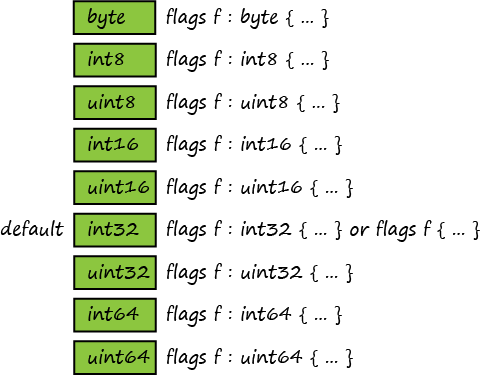 byte flags f : byte { ... }
int8 flags f : int8 { ... }
uint8 flags f : uint8 { ... }
int16 flags f : int16 { ... }
uint16 flags f : uint16 { ... }
default int32 flags f : int32 { ... } or flags f { ... }
uint32 flags f : uint32 { ... }
int64 flags f : int64 { ... }
uint64 flags f : uint64 { ... }